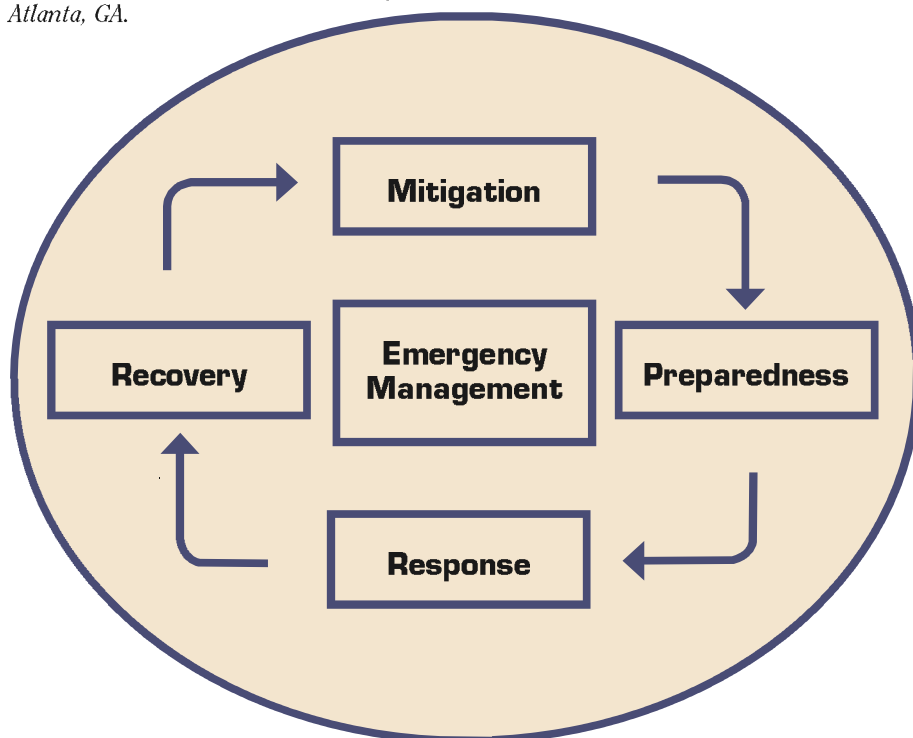 Atlanta, GA.
Mitigation
Emergency
Management
Recovery
Preparedness
Response